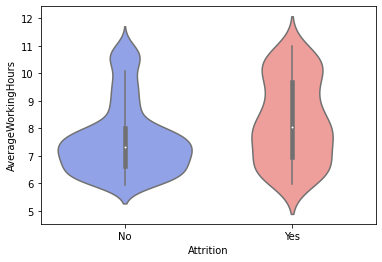 12
11
10
9
8
7
6
5
AverageWorkingHours
No
Yes
Attrition